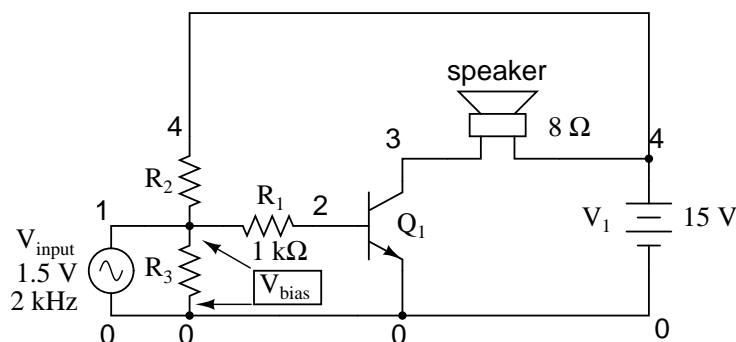 speaker
8 Ω
4
3
4
R2
R1
1
2
Q1
V1
15 V
Vinput
1.5 V
2 kHz
R3
1 kΩ
Vbias
0
0
0
0